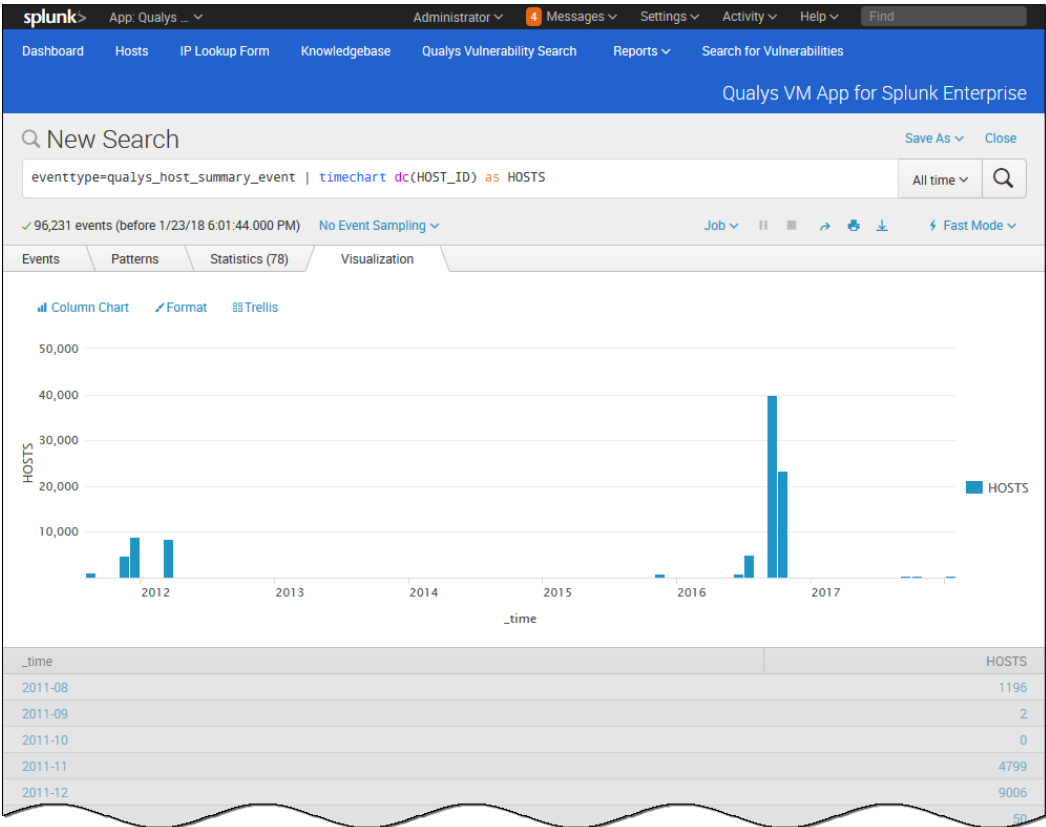 splunk> App: Qualys ... Administrator 4 Messages Settings Activity Help Find
Dashboard Hosts IP Lookup Form Knowledgebase Qualys Vulnerability Search Reports Search for Vulnerabilities
Qualys VM App for Splunk Enterprise
New Search Save As Close
eventtype=qualys_host_summary_event | timechart dc(HOST_ID) as HOSTS All time
96,231 events (before 1/23/18 6:01:44.000 PM) No Event Sampling Job Fast Mode
Events Patterns Statistics (78) Visualization
Column Chart Format Trellis
50,000
40,000
30,000
20,000
10,000
HOSTS
HOSTS
2012 2013 2014 2015 2016 2017
_time
_time HOSTS
2011-08 1196
2011-09 2
2011-10 0
2011-11 4799
2011-12 9006
50